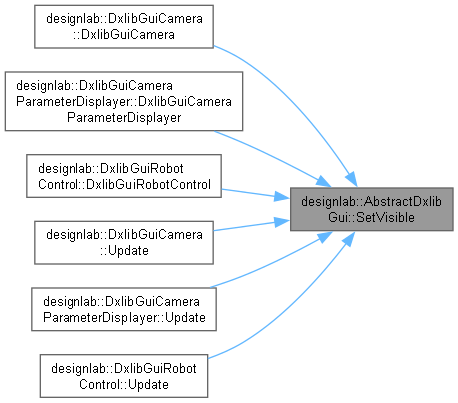 designlab::DxlibGuiCamera
::DxlibGuiCamera
designlab::DxlibGuiCamera
ParameterDisplayer::DxlibGuiCamera
ParameterDisplayer
designlab::DxlibGuiRobot
Control::DxlibGuiRobotControl
designlab::AbstractDxlib
Gui::SetVisible
designlab::DxlibGuiCamera
::Update
designlab::DxlibGuiCamera
ParameterDisplayer::Update
designlab::DxlibGuiRobot
Control::Update